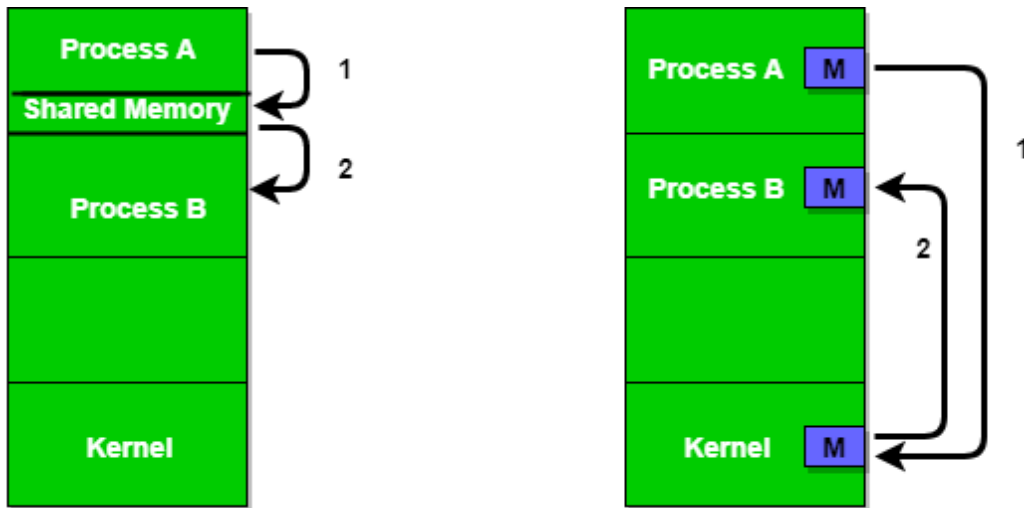 Process A
1
Shared Memory
2
Process B
Kernel
Process A M
1
Process B M
2
Kernel M